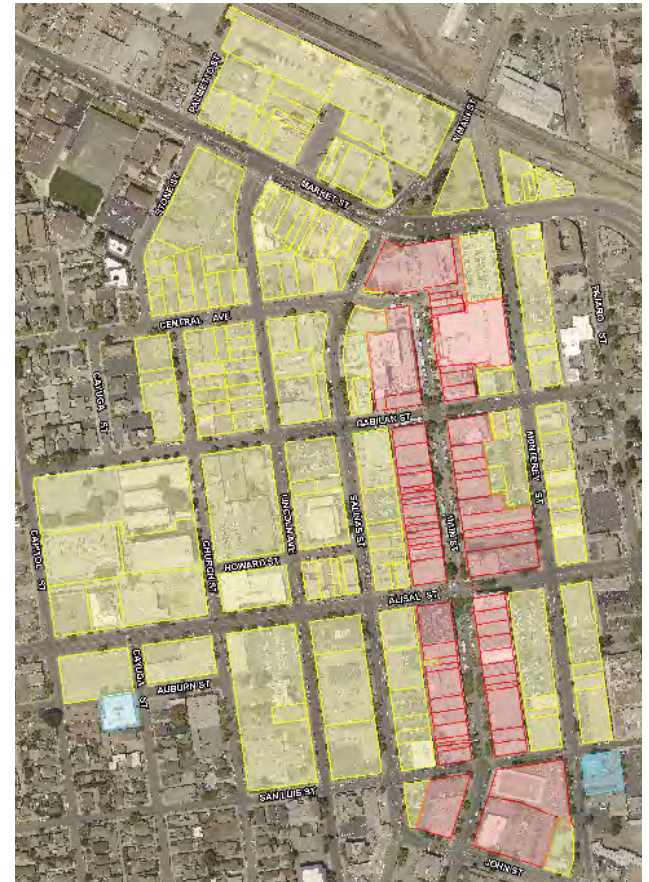 PALMETTO ST
N MAIN ST
MARKET ST
STONE ST
CENTRAL AVE
PAJARO ST
CAYUGA ST
GABILAN ST
MONTEREY ST
CAPITOL ST
CHURCH ST
LINCOLN AVE
SALINAS ST
MAIN ST
HOWARD ST
ALISAL ST
CAYUGA ST
AUBURN ST
SAN LUIS ST
JOHN ST